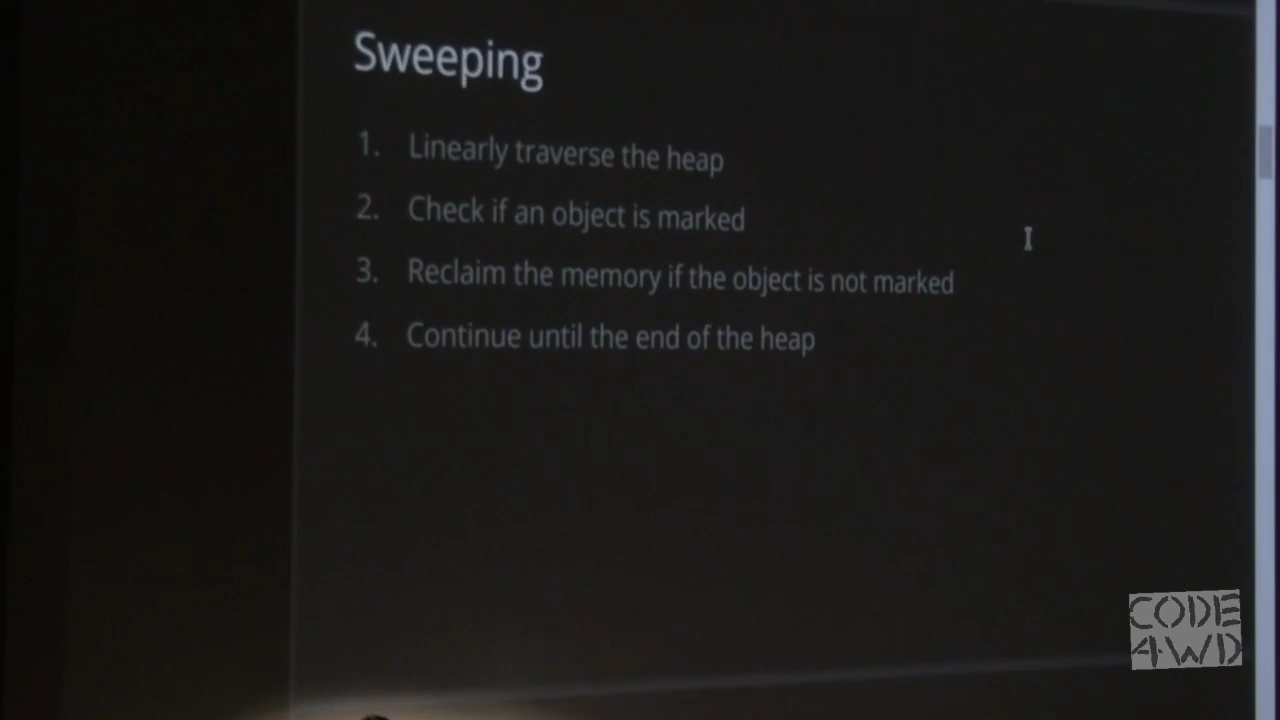 Sweeping
1. Linearly traverse the heap
2. Check if an object is marked
3. Reclaim the memory if the object is not marked
4. Continue until the end of the heap
CODE
4WD